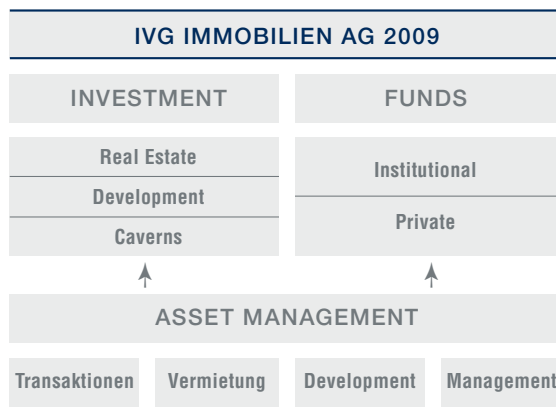 IVG IMMOBILIEN AG 2009
INVESTMENT
FUNDS
Real Estate
Development
Caverns
Institutional
Private
ASSET MANAGEMENT
Transaktionen
Vermietung
Development
Management